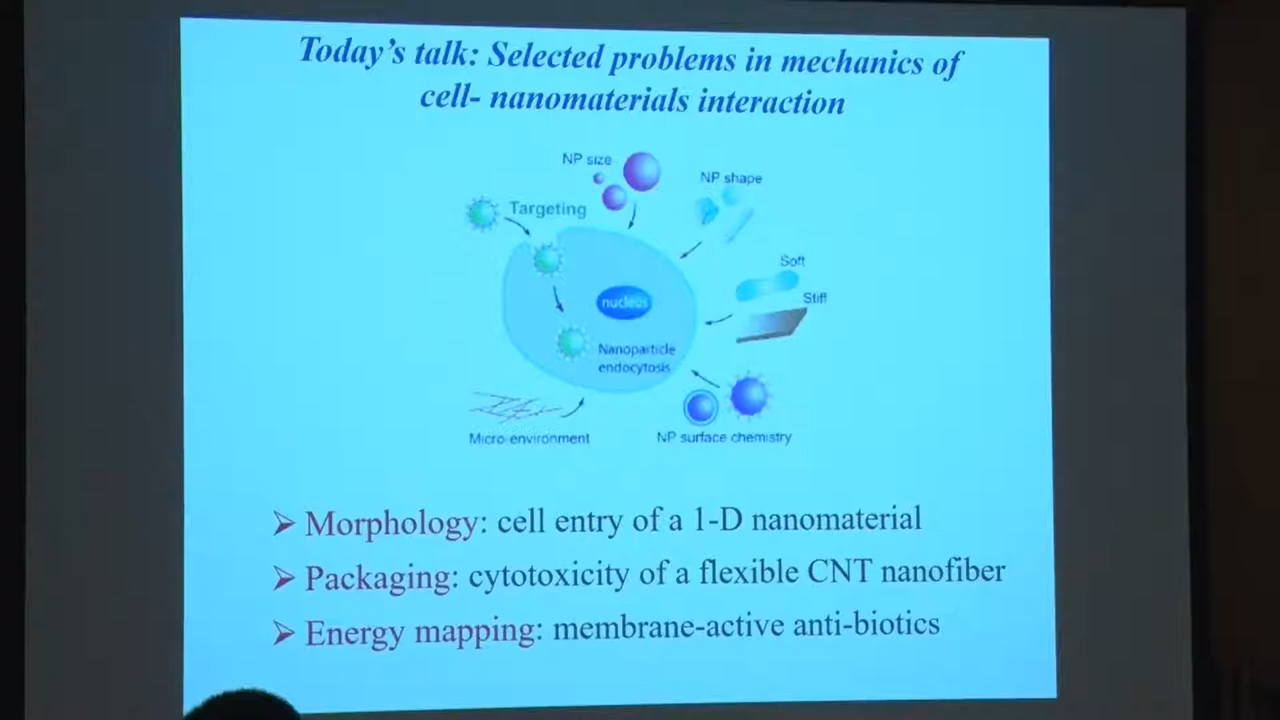 Today's talk: Selected problems in mechanics of
cell- nanomaterials interaction
NP size
NP shape
Targeting
Soft
Stiff
nucleus
Nanoparticle
endocytosis
Micro-environment
NP surface chemistry
➢ Morphology: cell entry of a 1-D nanomaterial
➢ Packaging: cytotoxicity of a flexible CNT nanofiber
➢ Energy mapping: membrane-active anti-biotics